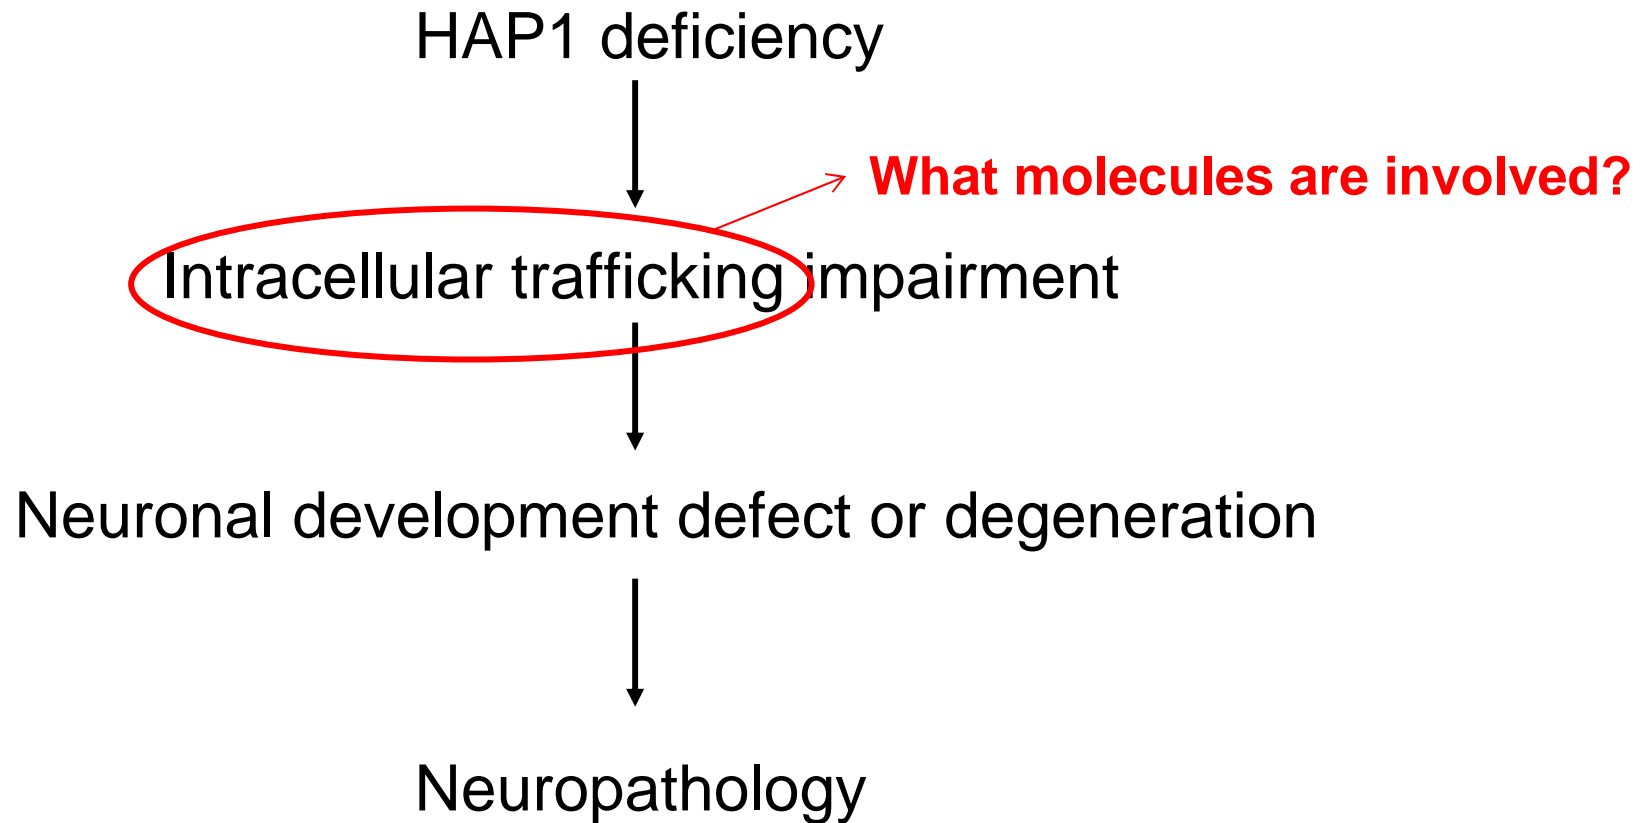 HAP1 deficiency
What molecules are involved?
Intracellular trafficking impairment
Neuronal development defect or degeneration
Neuropathology